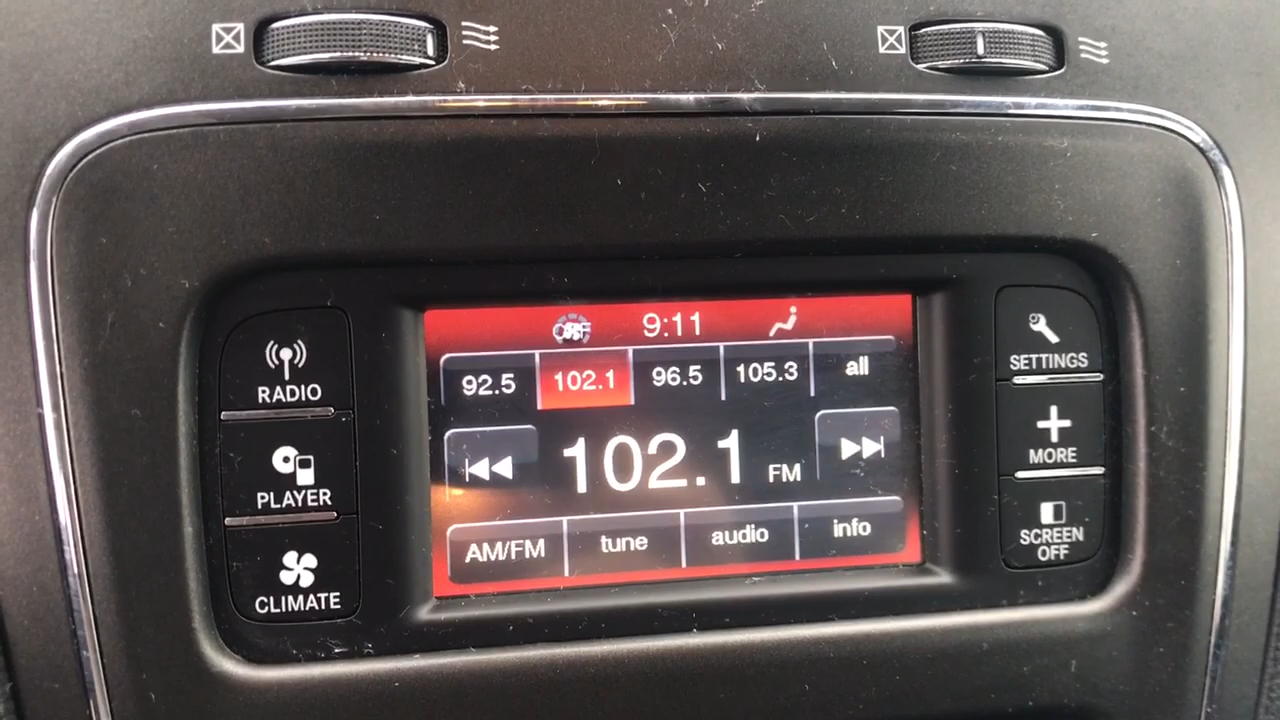 OFF 9:11
92.5 102.1 96.5 105.3 all
102.1 FM
AM/FM tune audio info
RADIO
PLAYER
CLIMATE
SETTINGS
MORE
SCREEN
OFF